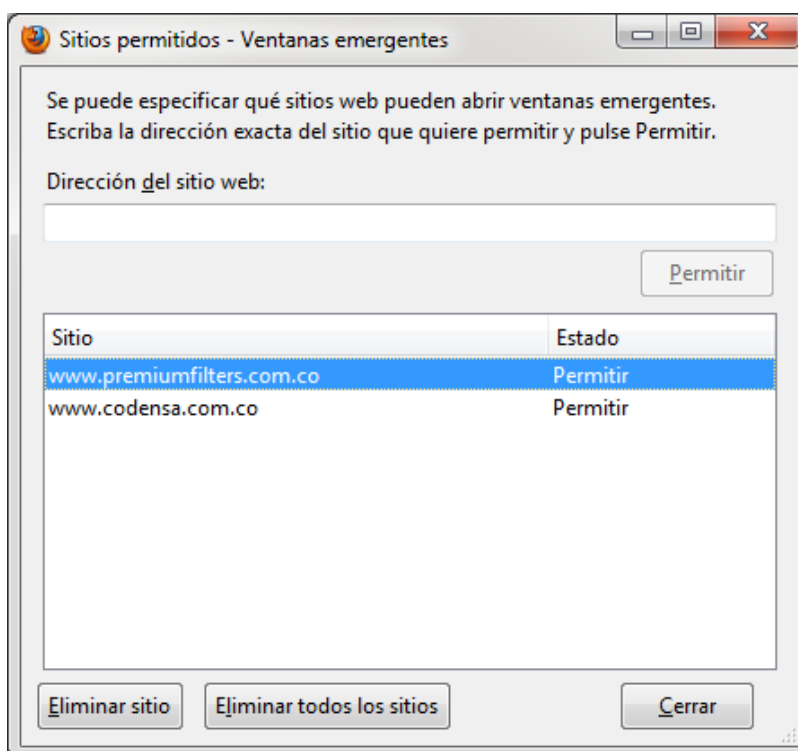 Sitios permitidos - Ventanas emergentes
Se puede especificar qué sitios web pueden abrir ventanas emergentes.
Escriba la dirección exacta del sitio que quiere permitir y pulse Permitir.
Dirección del sitio web:
Permitir
Sitio Estado
www.premiumfilters.com.co Permitir
www.codensa.com.co Permitir
Eliminar sitio Eliminar todos los sitios Cerrar